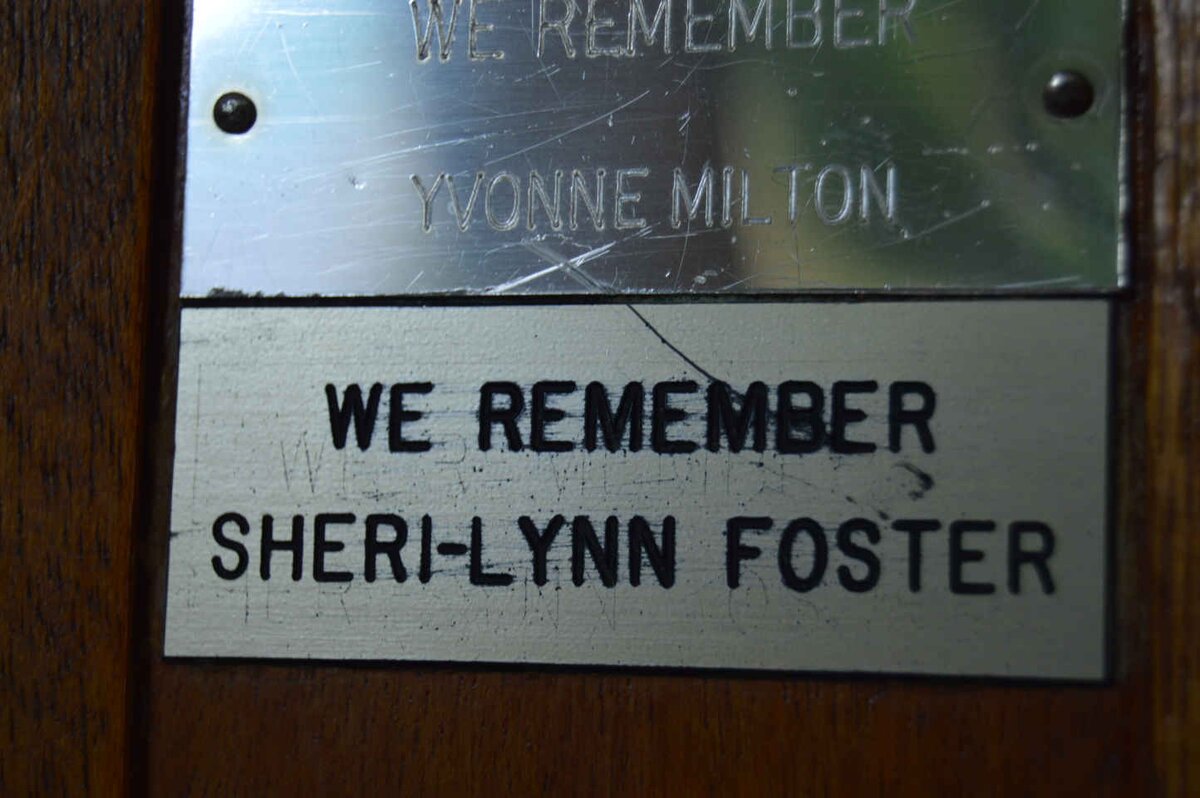 WE REMEMBER
YVONNE MILTON
WE REMEMBER
SHERI-LYNN FOSTER